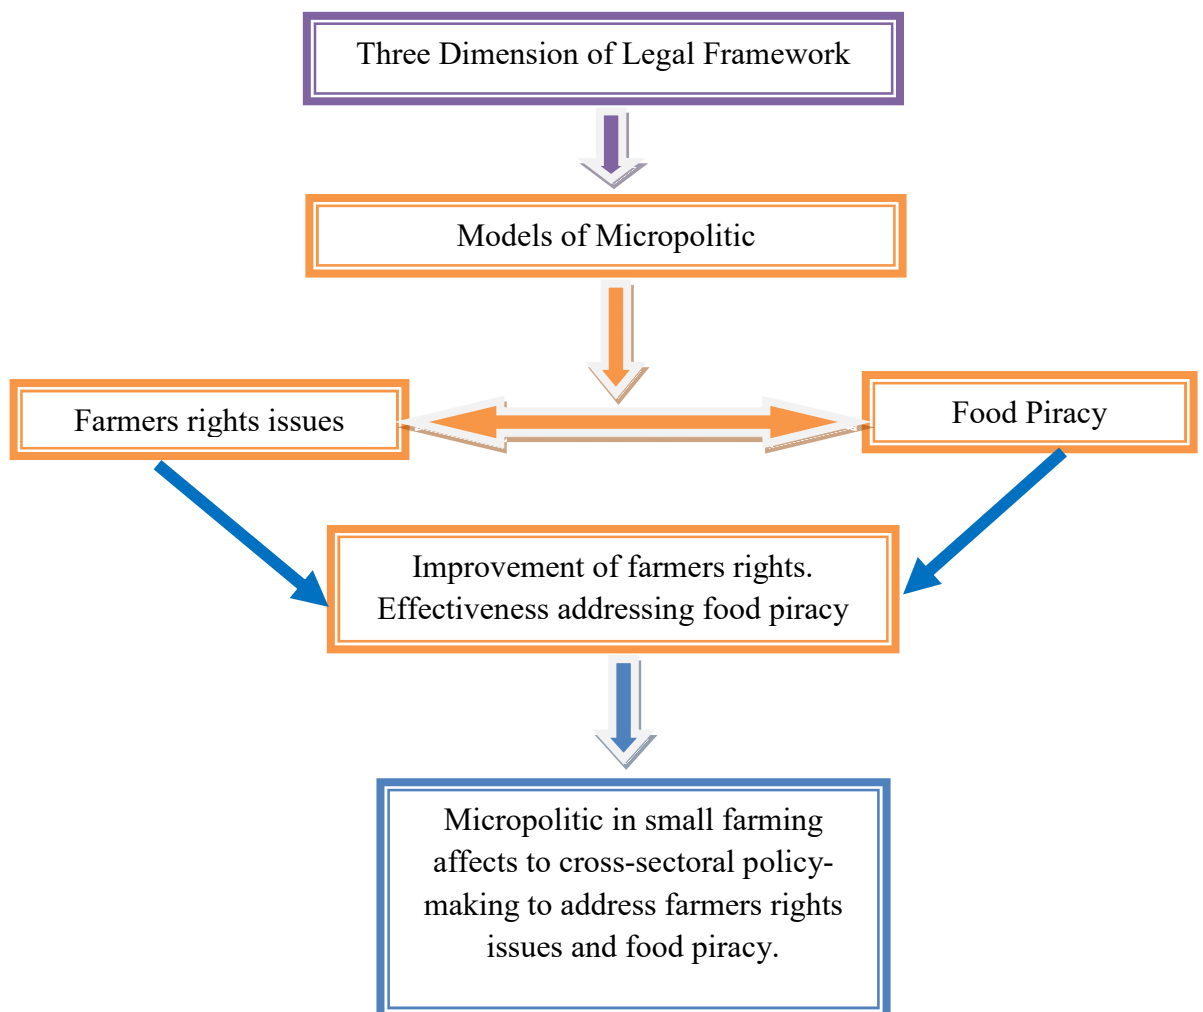 Three Dimension of Legal Framework
Models of Micropolitic
Farmers rights issues
Food Piracy
Improvement of farmers rights.
Effectiveness addressing food piracy
Micropolitic in small farming
affects to cross-sectoral policy-
making to address farmers rights
issues and food piracy.